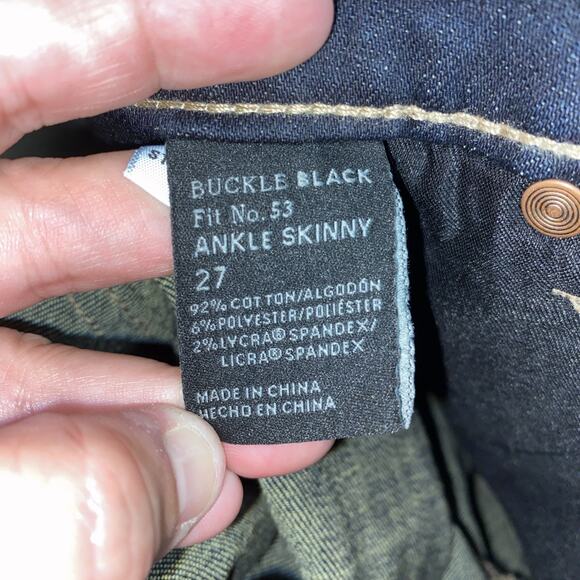 BUCKLE BLACK
Fit No. 53
ANKLE SKINNY
27
92% COTTON/ALGODÓN
6% POLYESTER/POLIÉSTER
2% LYCRA® SPANDEX/
LICRA® SPANDEX
MADE IN CHINA
HECHO EN CHINA